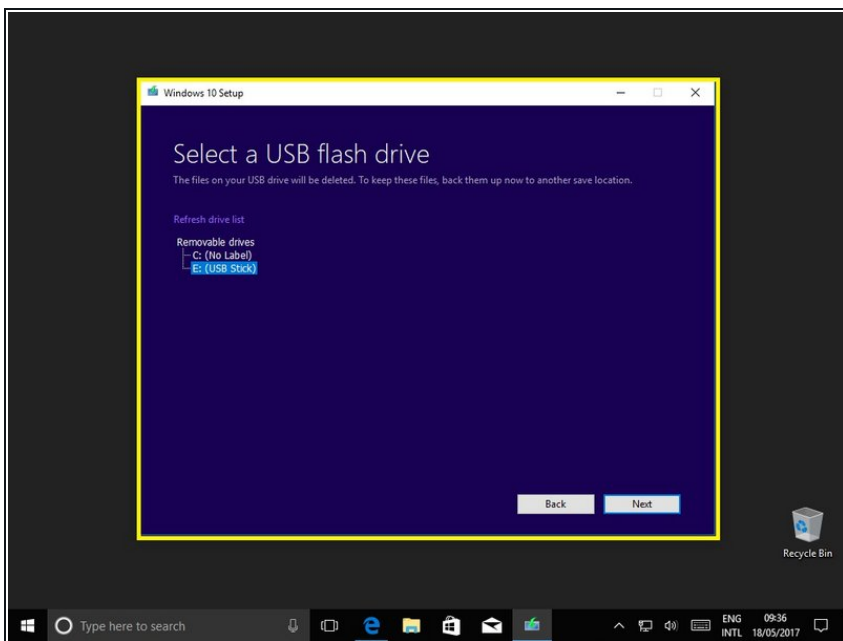 Windows 10 Setup
Select a USB flash drive
The files on your USB drive will be deleted. To keep these files, back them up now to another save location.
Refresh drive list
Removable drives
C: (No Label)
E: (USB Stick)
Back Next
Recycle Bin
Type here to search
ENG 09:36
INTL 18/05/2017